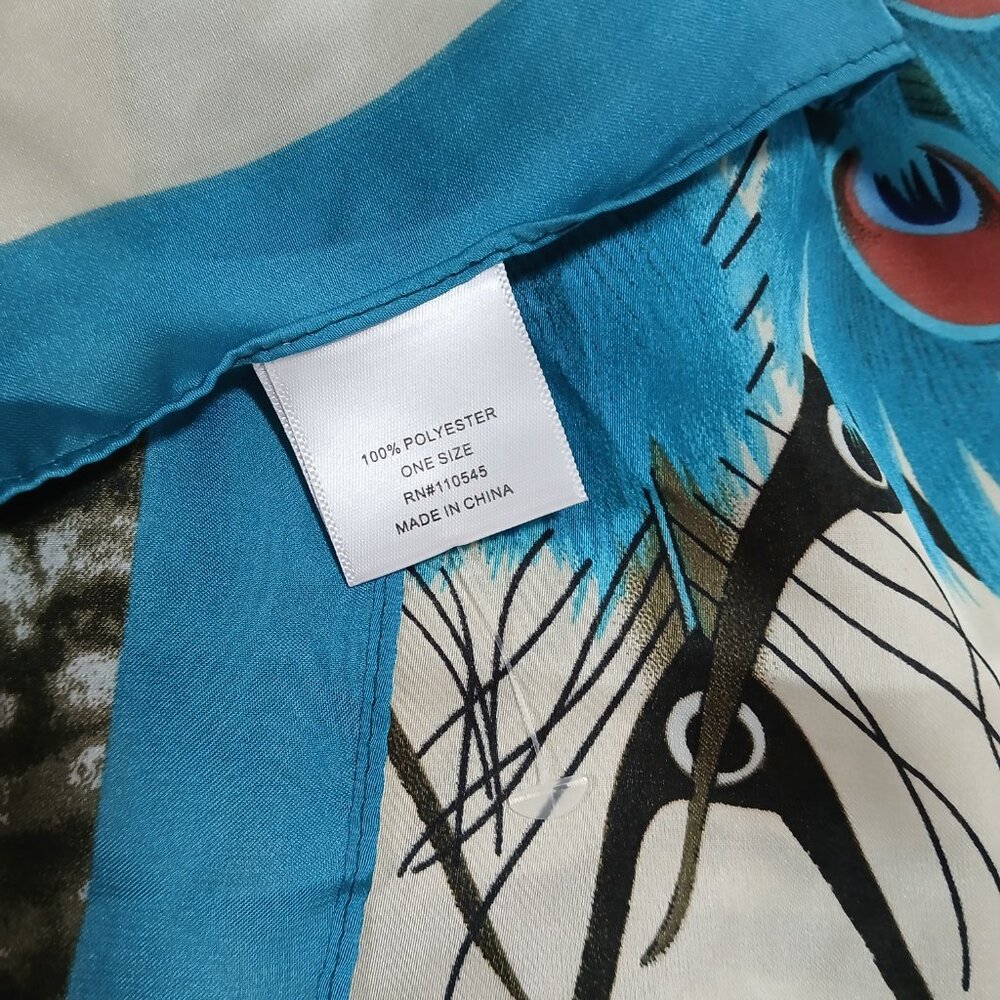 100% POLYESTER
ONE SIZE
RN#110545
MADE IN CHINA